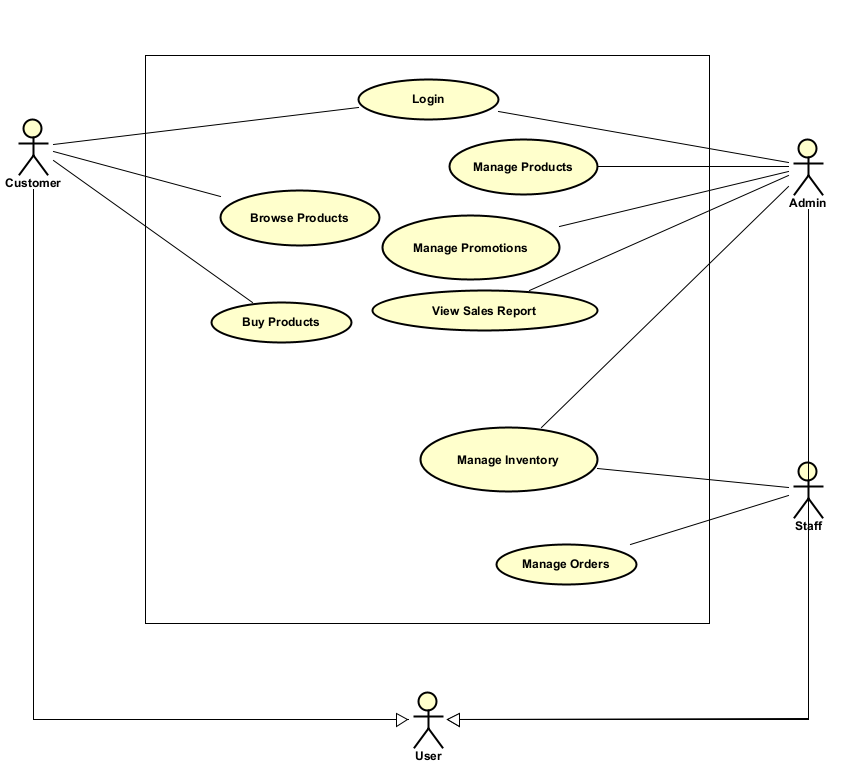 Login
Customer
Manage Products
Admin
Browse Products
Manage Promotions
View Sales Report
Buy Products
Manage Inventory
Staff
Manage Orders
User